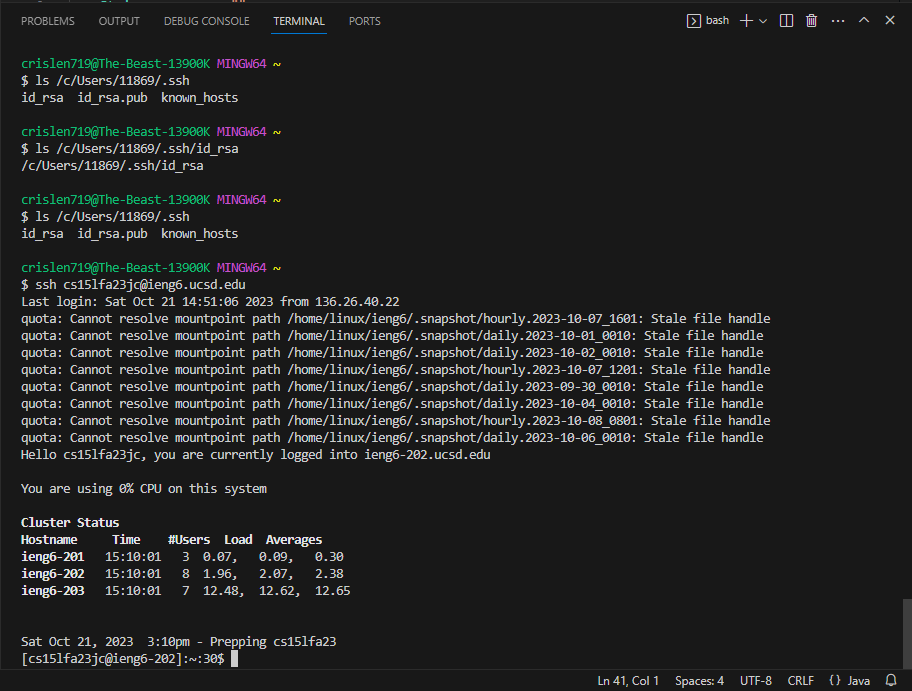 PROBLEMS OUTPUT DEBUG CONSOLE TERMINAL PORTS bash
crislen719@The-Beast-13900K MINGW64 ~
$ ls /c/Users/11869/.ssh
id_rsa  id_rsa.pub  known_hosts
crislen719@The-Beast-13900K MINGW64 ~
$ ls /c/Users/11869/.ssh/id_rsa
/c/Users/11869/.ssh/id_rsa
crislen719@The-Beast-13900K MINGW64 ~
$ ls /c/Users/11869/.ssh
id_rsa  id_rsa.pub  known_hosts
crislen719@The-Beast-13900K MINGW64 ~
$ ssh cs15lfa23jc@ieng6.ucsd.edu
Last login: Sat Oct 21 14:51:06 2023 from 136.26.40.22
quota: Cannot resolve mountpoint path /home/linux/ieng6/.snapshot/hourly.2023-10-07_1601: Stale file handle
quota: Cannot resolve mountpoint path /home/linux/ieng6/.snapshot/daily.2023-10-01_0010: Stale file handle
quota: Cannot resolve mountpoint path /home/linux/ieng6/.snapshot/daily.2023-10-02_0010: Stale file handle
quota: Cannot resolve mountpoint path /home/linux/ieng6/.snapshot/hourly.2023-10-07_1201: Stale file handle
quota: Cannot resolve mountpoint path /home/linux/ieng6/.snapshot/daily.2023-09-30_0010: Stale file handle
quota: Cannot resolve mountpoint path /home/linux/ieng6/.snapshot/daily.2023-10-04_0010: Stale file handle
quota: Cannot resolve mountpoint path /home/linux/ieng6/.snapshot/hourly.2023-10-08_0801: Stale file handle
quota: Cannot resolve mountpoint path /home/linux/ieng6/.snapshot/daily.2023-10-06_0010: Stale file handle
Hello cs15lfa23jc, you are currently logged into ieng6-202.ucsd.edu
You are using 0% CPU on this system
Cluster Status
Hostname     Time    #Users  Load  Averages
ieng6-201   15:10:01   3  0.07,   0.09,   0.30
ieng6-202   15:10:01   8  1.96,   2.07,   2.38
ieng6-203   15:10:01   7  12.48,  12.62,  12.65
Sat Oct 21, 2023  3:10pm - Prepping cs15lfa23
[cs15lfa23jc@ieng6-202]:~:30$
Ln 41, Col 1 Spaces: 4 UTF-8 CRLF {} Java